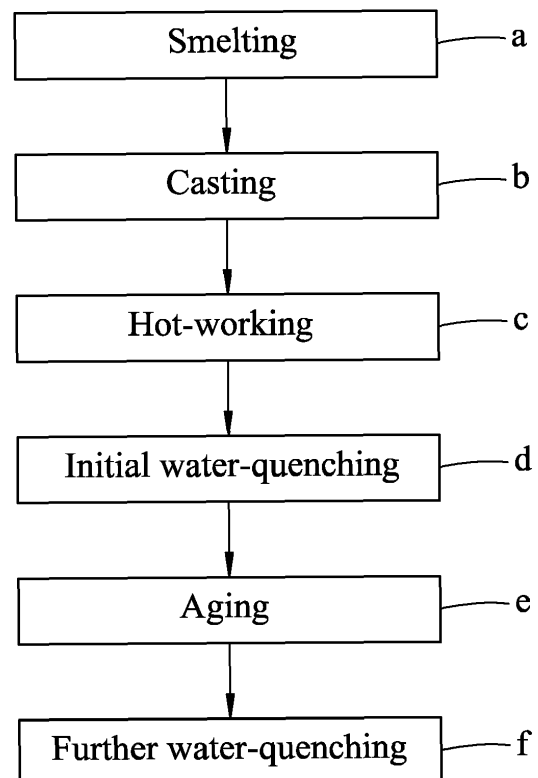 Smelting a
Casting b
Hot-working c
Initial water-quenching d
Aging e
Further water-quenching f